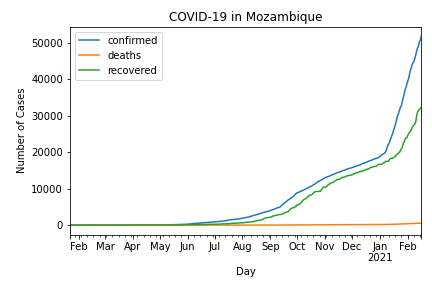 COVID-19 in Mozambique
confirmed
deaths
recovered
Number of Cases
50000
40000
30000
20000
10000
0
Feb Mar Apr May Jun Jul Aug Sep Oct Nov Dec Jan Feb
2021
Day